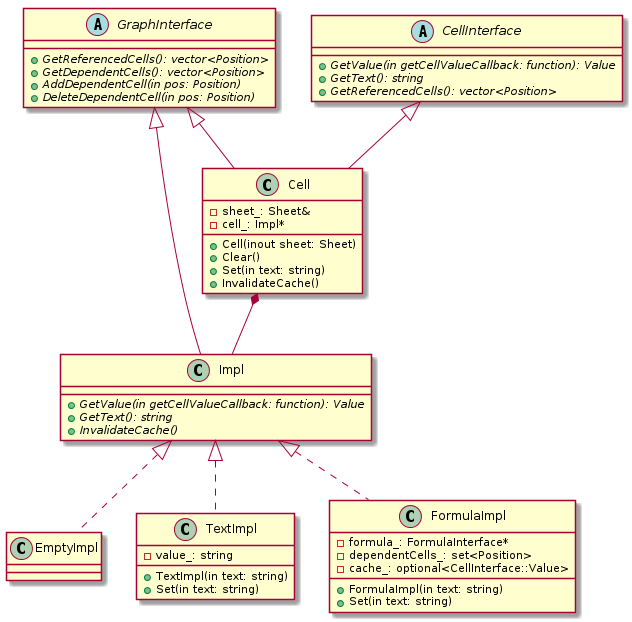 A GraphInterface
GetReferencedCells(): vector<Position>
GetDependentCells(): vector<Position>
AddDependentCell(in pos: Position)
DeleteDependentCell(in pos: Position)
A CellInterface
GetValue(in getCellValueCallback: function): Value
GetText(): string
GetReferencedCells(): vector<Position>
C Cell
sheet_: Sheet&
cell_: Impl*
Cell(inout sheet: Sheet)
Clear()
Set(in text: string)
InvalidateCache()
C Impl
GetValue(in getCellValueCallback: function): Value
GetText(): string
InvalidateCache()
C EmptyImpl
C TextImpl
value_: string
TextImpl(in text: string)
Set(in text: string)
C FormulaImpl
formula_: FormulaInterface*
dependentCells_: set<Position>
cache_: optional<CellInterface::Value>
FormulaImpl(in text: string)
Set(in text: string)